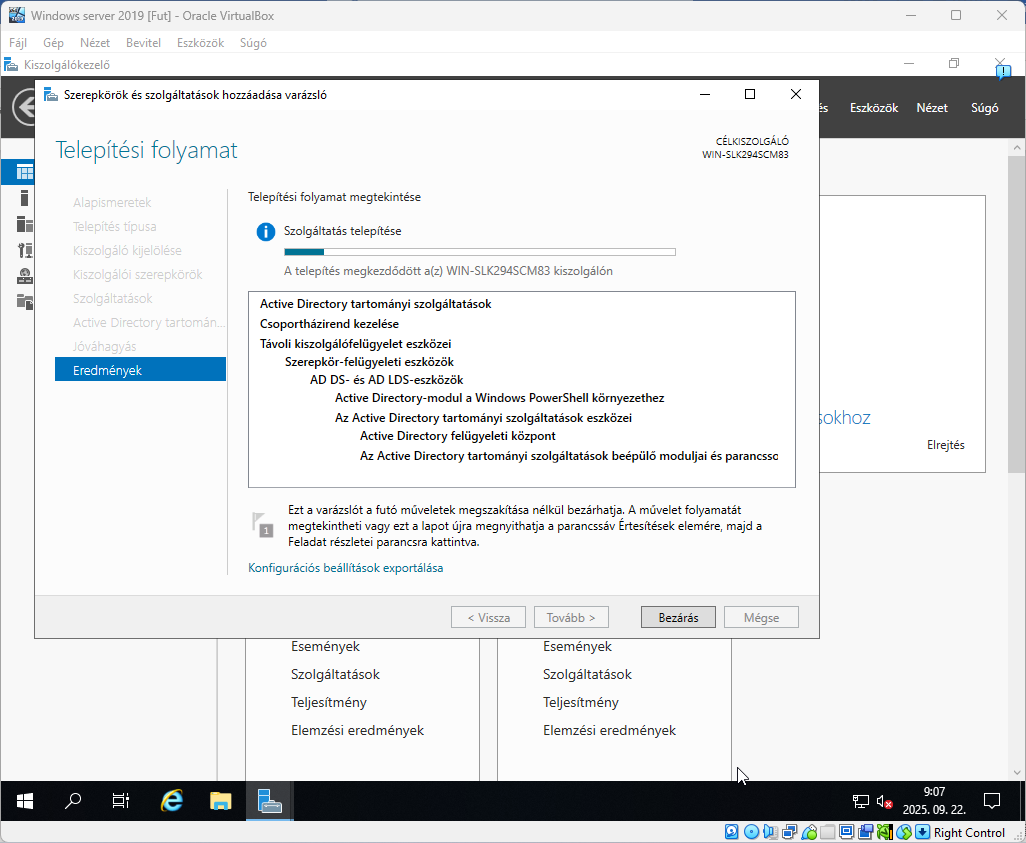 Windows server 2019 [Fut] - Oracle VirtualBox
Fájl Gép Nézet Bevitel Eszközök Súgó
Kiszolgálókezelő
Szerepkörök és szolgáltatások hozzáadása varázsló
Eszközök Nézet Súgó
Telepítési folyamat
CÉLKISZOLGÁLÓ
WIN-SLK294SCM83
Alapismeretek
Telepítés típusa
Kiszolgáló kijelölése
Kiszolgálói szerepkörök
Szolgáltatások
Active Directory tartomán...
Jóváhagyás
Eredmények
Telepítési folyamat megtekintése
Szolgáltatás telepítése
A telepítés megkezdődött a(z) WIN-SLK294SCM83 kiszolgálón
Active Directory tartományi szolgáltatások
Csoportházirend kezelése
Távoli kiszolgálófelügyelet eszközei
Szerepkör-felügyeleti eszközök
AD DS- és AD LDS-eszközök
Active Directory-modul a Windows PowerShell környezethez
Az Active Directory tartományi szolgáltatások eszközei
Active Directory felügyeleti központ
Az Active Directory tartományi szolgáltatások beépülő moduljai és parancsso
1
Ezt a varázslót a futó műveletek megszakítása nélkül bezárhatja. A művelet folyamatát
megtekintheti vagy ezt a lapot újra megnyithatja a parancssáv Értesítések elemére, majd a
Feladat részletei parancsra kattintva.
Konfigurációs beállítások exportálása
< Vissza Tovább > Bezárás Mégse
sokhoz
Elrejtés
Események
Szolgáltatások
Teljesítmény
Elemzési eredmények
Események
Szolgáltatások
Teljesítmény
Elemzési eredmények
9:07
2025. 09. 22.
Right Control